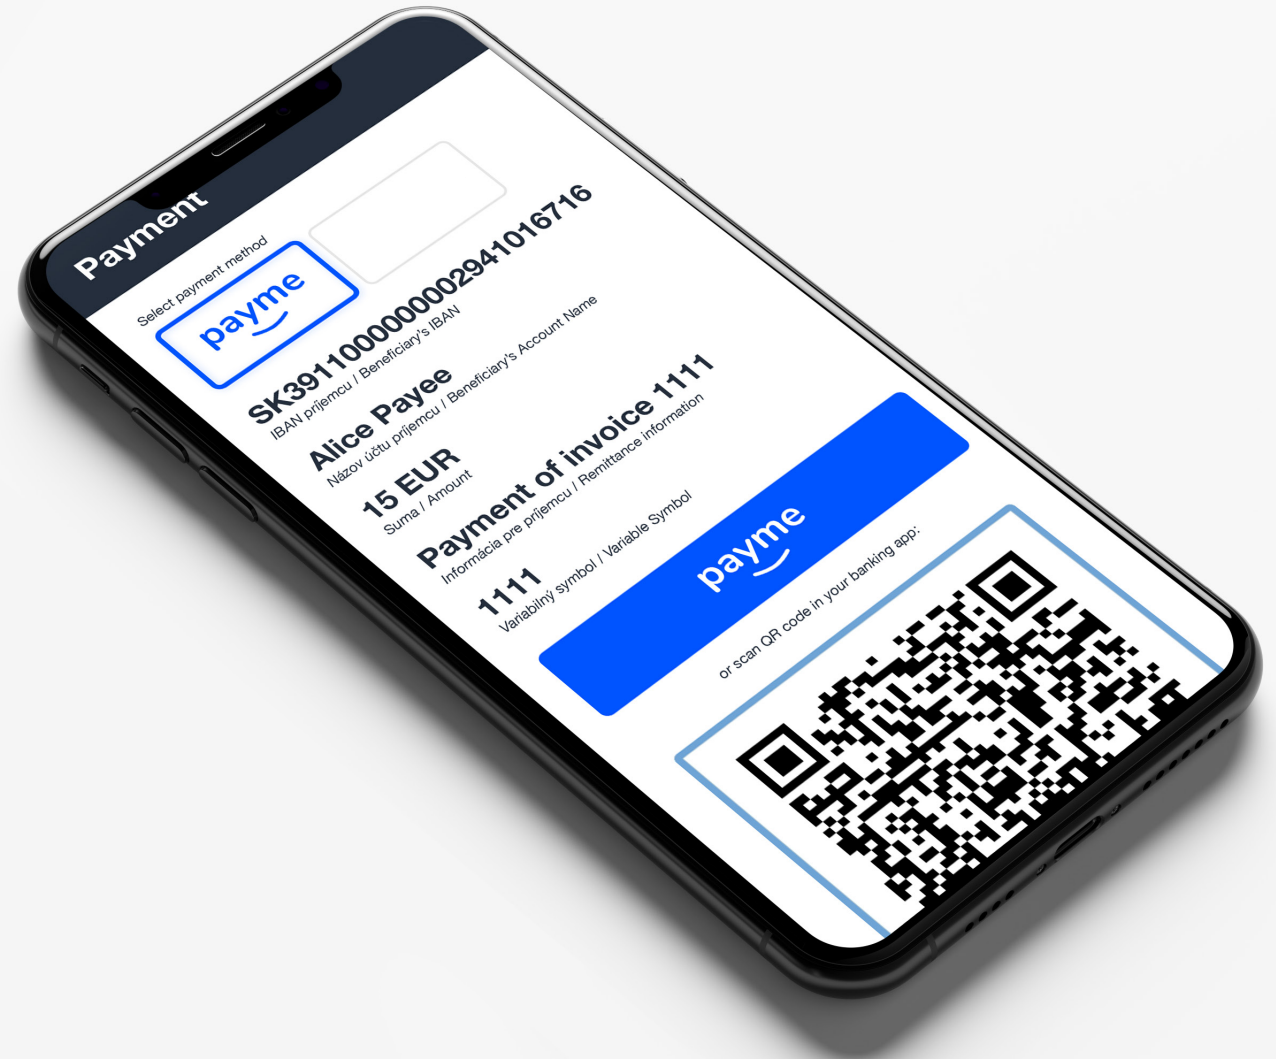 Payment
Select payment method
payme
SK3911000000002941016716
IBAN príjemcu / Beneficiary's IBAN
Alice Payee
Názov účtu príjemcu / Beneficiary's Account Name
15 EUR
Suma / Amount
Payment of invoice 1111
Informácia pre príjemcu / Remittance information
1111
Variabilný symbol / Variable Symbol
payme
or scan QR code in your banking app: